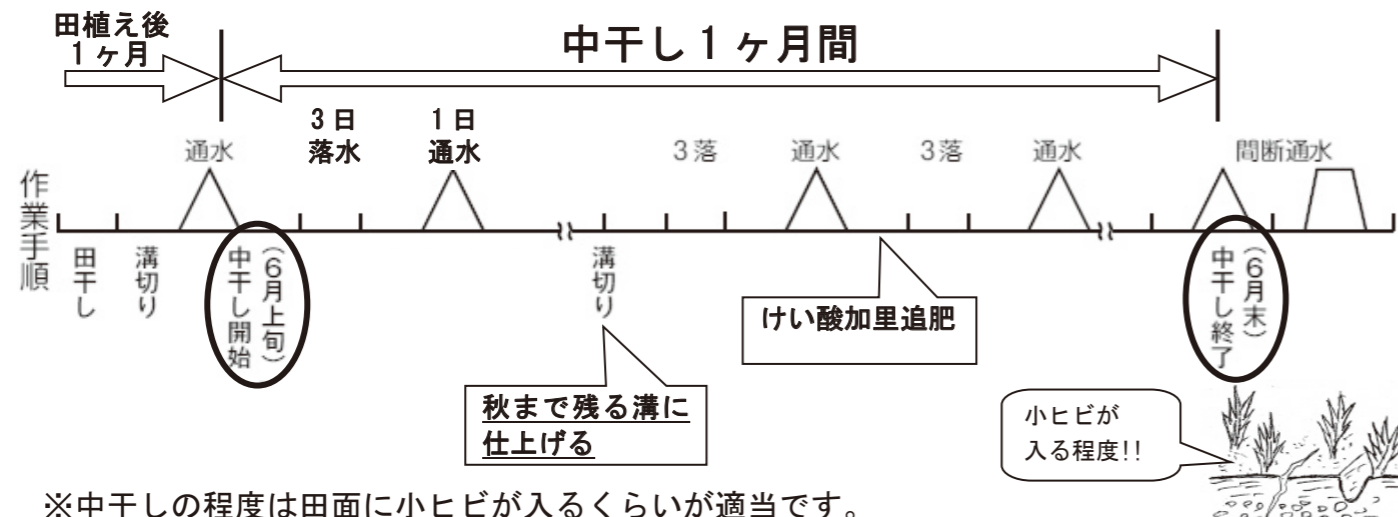 田植え後
1ヶ月
中干し1ヶ月間
3日
落水
1日
通水
通水
3落
通水
3落
通水
間断通水
作業手順
田干し
溝切り
(6月上旬)
中干し開始
溝切り
(6月末)
中干し終了
けい酸加里追肥
秋まで残る溝に
仕上げる
小ヒビが
入る程度!!
※中干しの程度は田面に小ヒビが入るくらいが適当です。